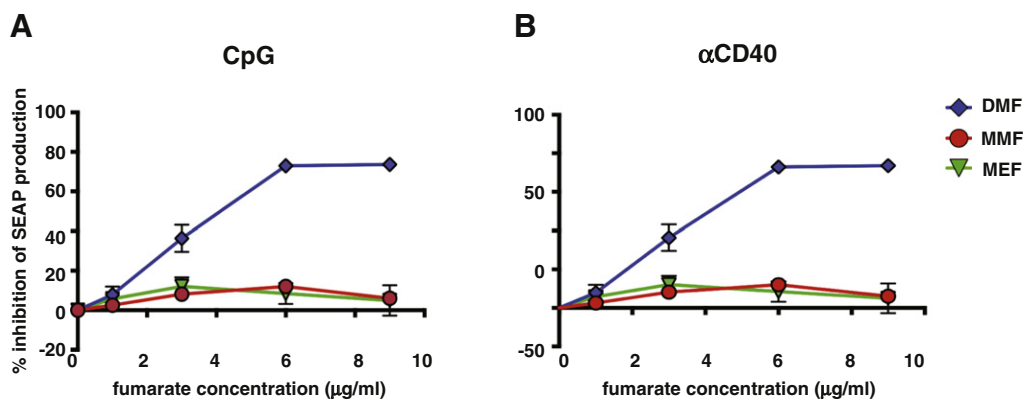 A
CpG
% inhibition of SEAP production
100
80
60
40
20
0
-20
0 2 4 6 8 10
fumarate concentration (μg/ml)
B
αCD40
100
50
0
-50
0 2 4 6 8 10
fumarate concentration (μg/ml)
DMF
MMF
MEF